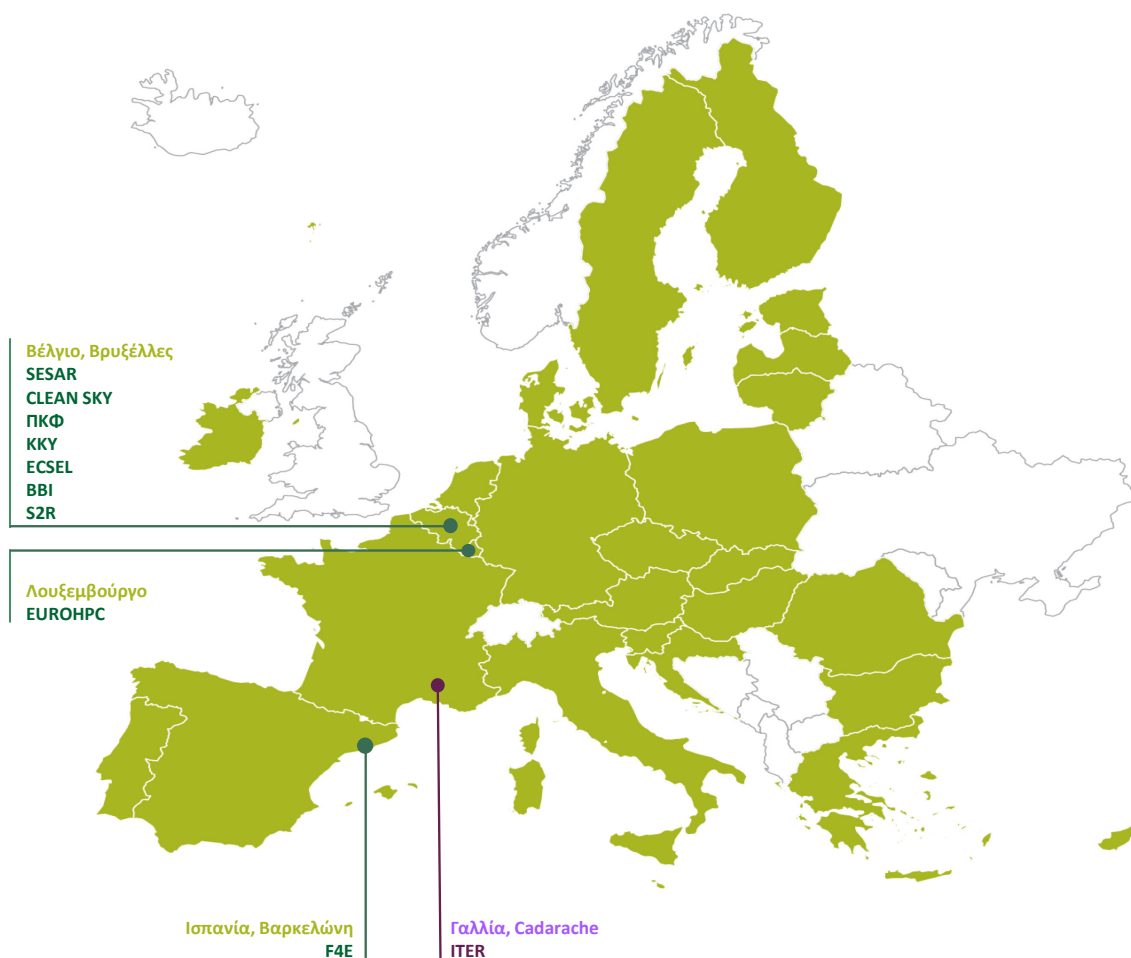 Βέλγιο, Βρυξέλλες
SESAR
CLEAN SKY
ΠΚΦ
ΚΚΥ
ECSEL
BBI
S2R
Λουξεμβούργο
EUROHPC
Ισπανία, Βαρκελώνη
F4E
Γαλλία, Cadarache
ITER